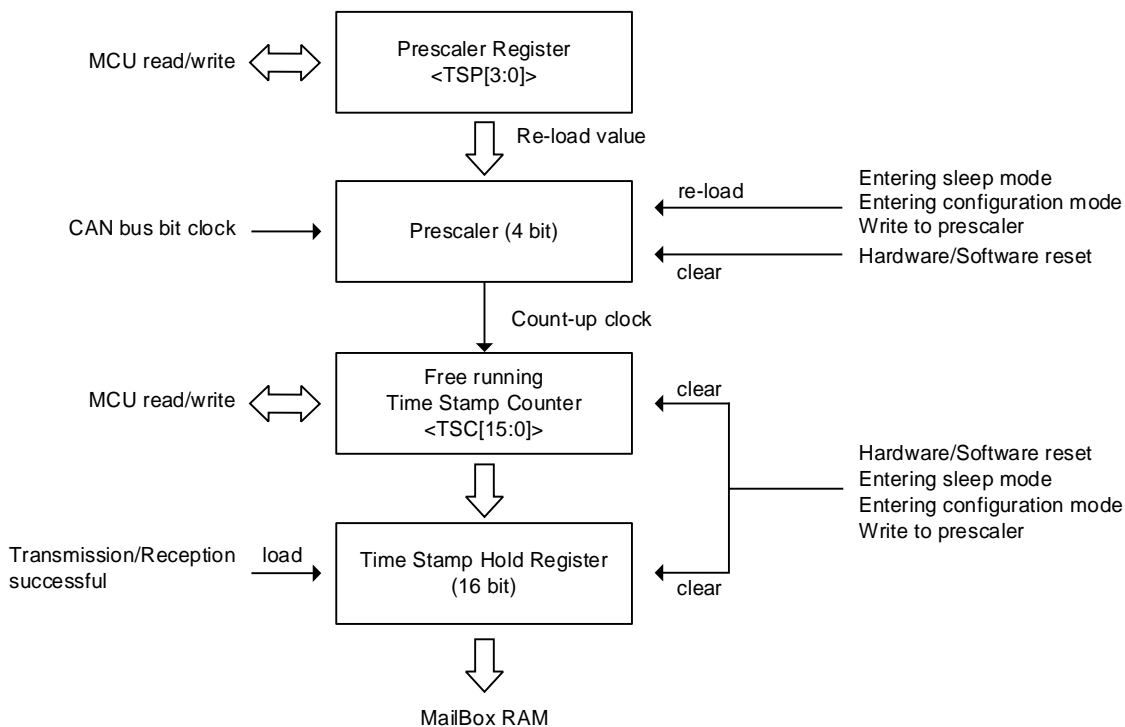 Prescaler Register
<TSP[3:0]>
MCU read/write
Re-load value
CAN bus bit clock
Prescaler (4 bit)
re-load
Entering sleep mode
Entering configuration mode
Write to prescaler
clear
Hardware/Software reset
Count-up clock
MCU read/write
Free running
Time Stamp Counter
<TSC[15:0]>
clear
Hardware/Software reset
Entering sleep mode
Entering configuration mode
Write to prescaler
Transmission/Reception
successful
load
Time Stamp Hold Register
(16 bit)
clear
MailBox RAM